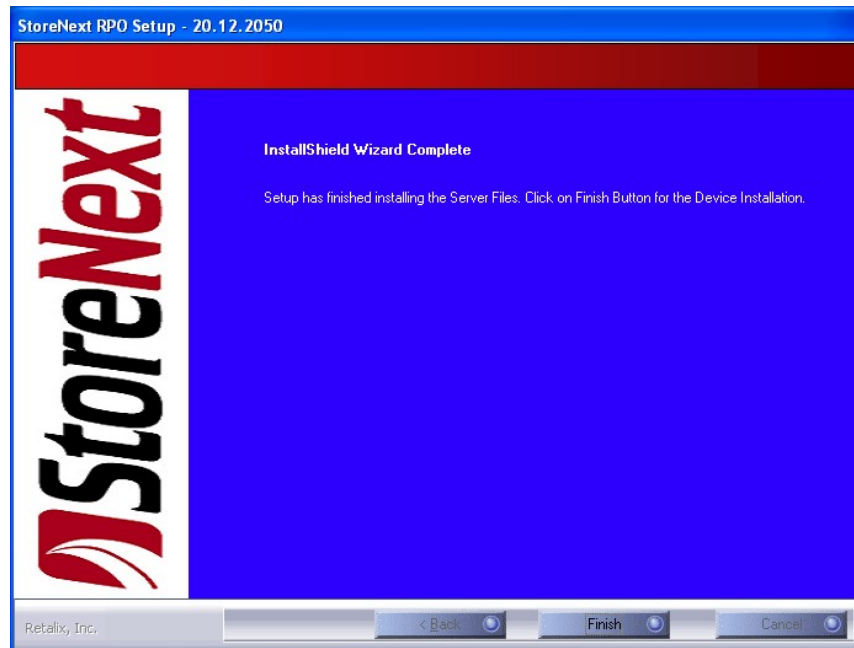 StoreNext RPO Setup - 20.12.2050
StoreNext
InstallShield Wizard Complete
Setup has finished installing the Server Files. Click on Finish Button for the Device Installation.
Retalix, Inc.
< Back
Finish
Cancel